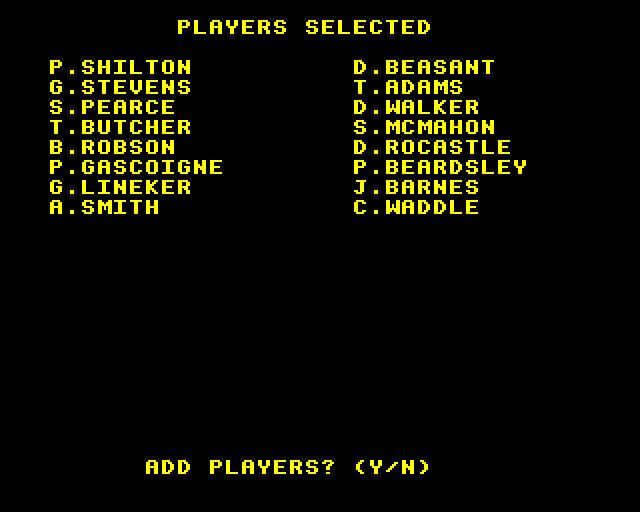 PLAYERS SELECTED
P.SHILTON D.BEASANT
G.STEVENS T.ADAMS
S.PEARCE D.WALKER
T.BUTCHER S.MCMAHON
B.ROBSON D.ROCASTLE
P.GASCOIGNE P.BEARDSLEY
G.LINEKER J.BARNES
A.SMITH C.WADDLE
ADD PLAYERS? (Y/N)